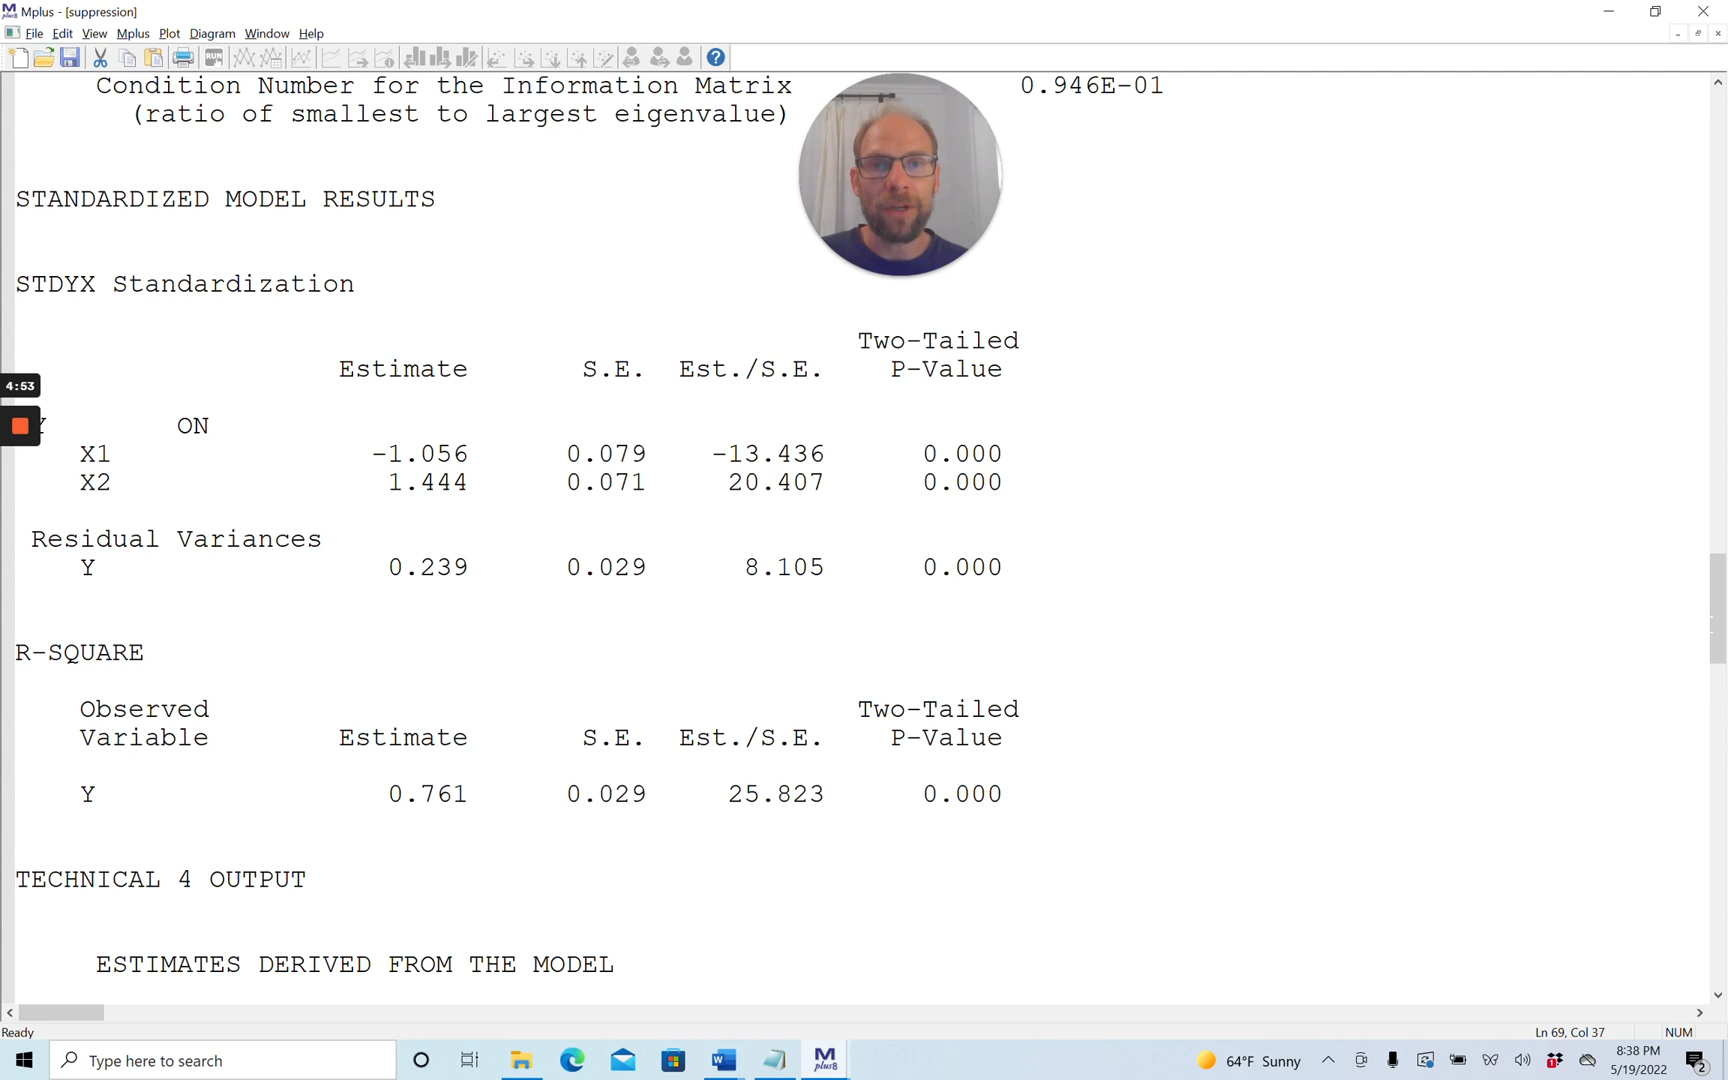 Mplus - [suppression]
File Edit View Mplus Plot Diagram Window Help
Condition Number for the Information Matrix 0.946E-01
(ratio of smallest to largest eigenvalue)
STANDARDIZED MODEL RESULTS
STDYX Standardization
Two-Tailed
Estimate S.E. Est./S.E. P-Value
4:53
Y ON
X1 -1.056 0.079 -13.436 0.000
X2 1.444 0.071 20.407 0.000
Residual Variances
Y 0.239 0.029 8.105 0.000
R-SQUARE
Observed Two-Tailed
Variable Estimate S.E. Est./S.E. P-Value
Y 0.761 0.029 25.823 0.000
TECHNICAL 4 OUTPUT
ESTIMATES DERIVED FROM THE MODEL
Ready Ln 69, Col 37 NUM
Type here to search
64°F Sunny
8:38 PM
5/19/2022
2